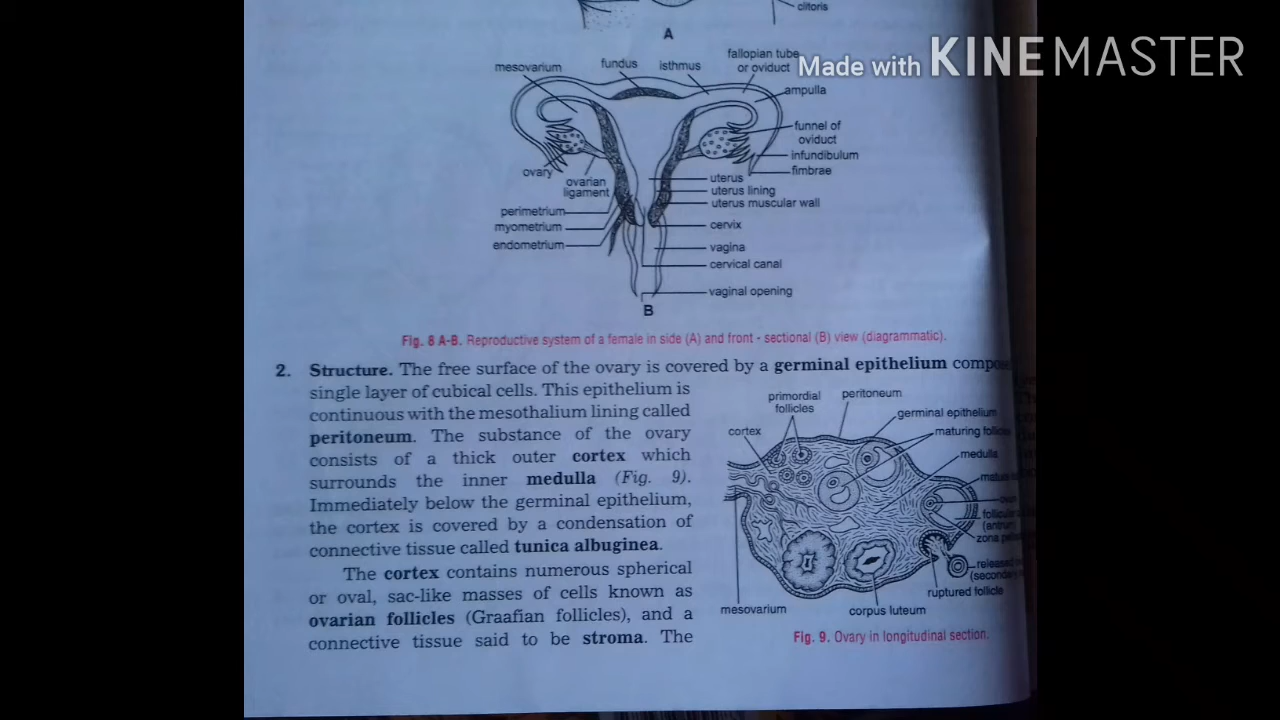 clitoris
A
Made with KINEMASTER
fallopian tube
or oviduct
mesovarium
fundus
isthmus
ampulla
funnel of
oviduct
infundibulum
fimbrae
ovary
ovarian
ligament
uterus
uterus lining
uterus muscular wall
perimetrium
myometrium
endometrium
cervix
vagina
cervical canal
vaginal opening
B
Fig. 8 A-B. Reproductive system of a female in side (A) and front - sectional (B) view (diagrammatic).
2. Structure. The free surface of the ovary is covered by a germinal epithelium
single layer of cubical cells. This epithelium is
continuous with the mesothalium lining called
peritoneum. The substance of the ovary
consists of a thick outer cortex which
surrounds the inner medulla (Fig. 9).
Immediately below the germinal epithelium,
the cortex is covered by a condensation of
connective tissue called tunica albuginea.
The cortex contains numerous spherical
or oval, sac-like masses of cells known as
ovarian follicles (Graafian follicles), and a
connective tissue said to be stroma. The
primordial
follicles
peritoneum
germinal epithelium
cortex
maturing
medulla
(antrum
zona
released
(secondary
ruptured follicle
mesovarium
corpus luteum
Fig. 9. Ovary in longitudinal section.